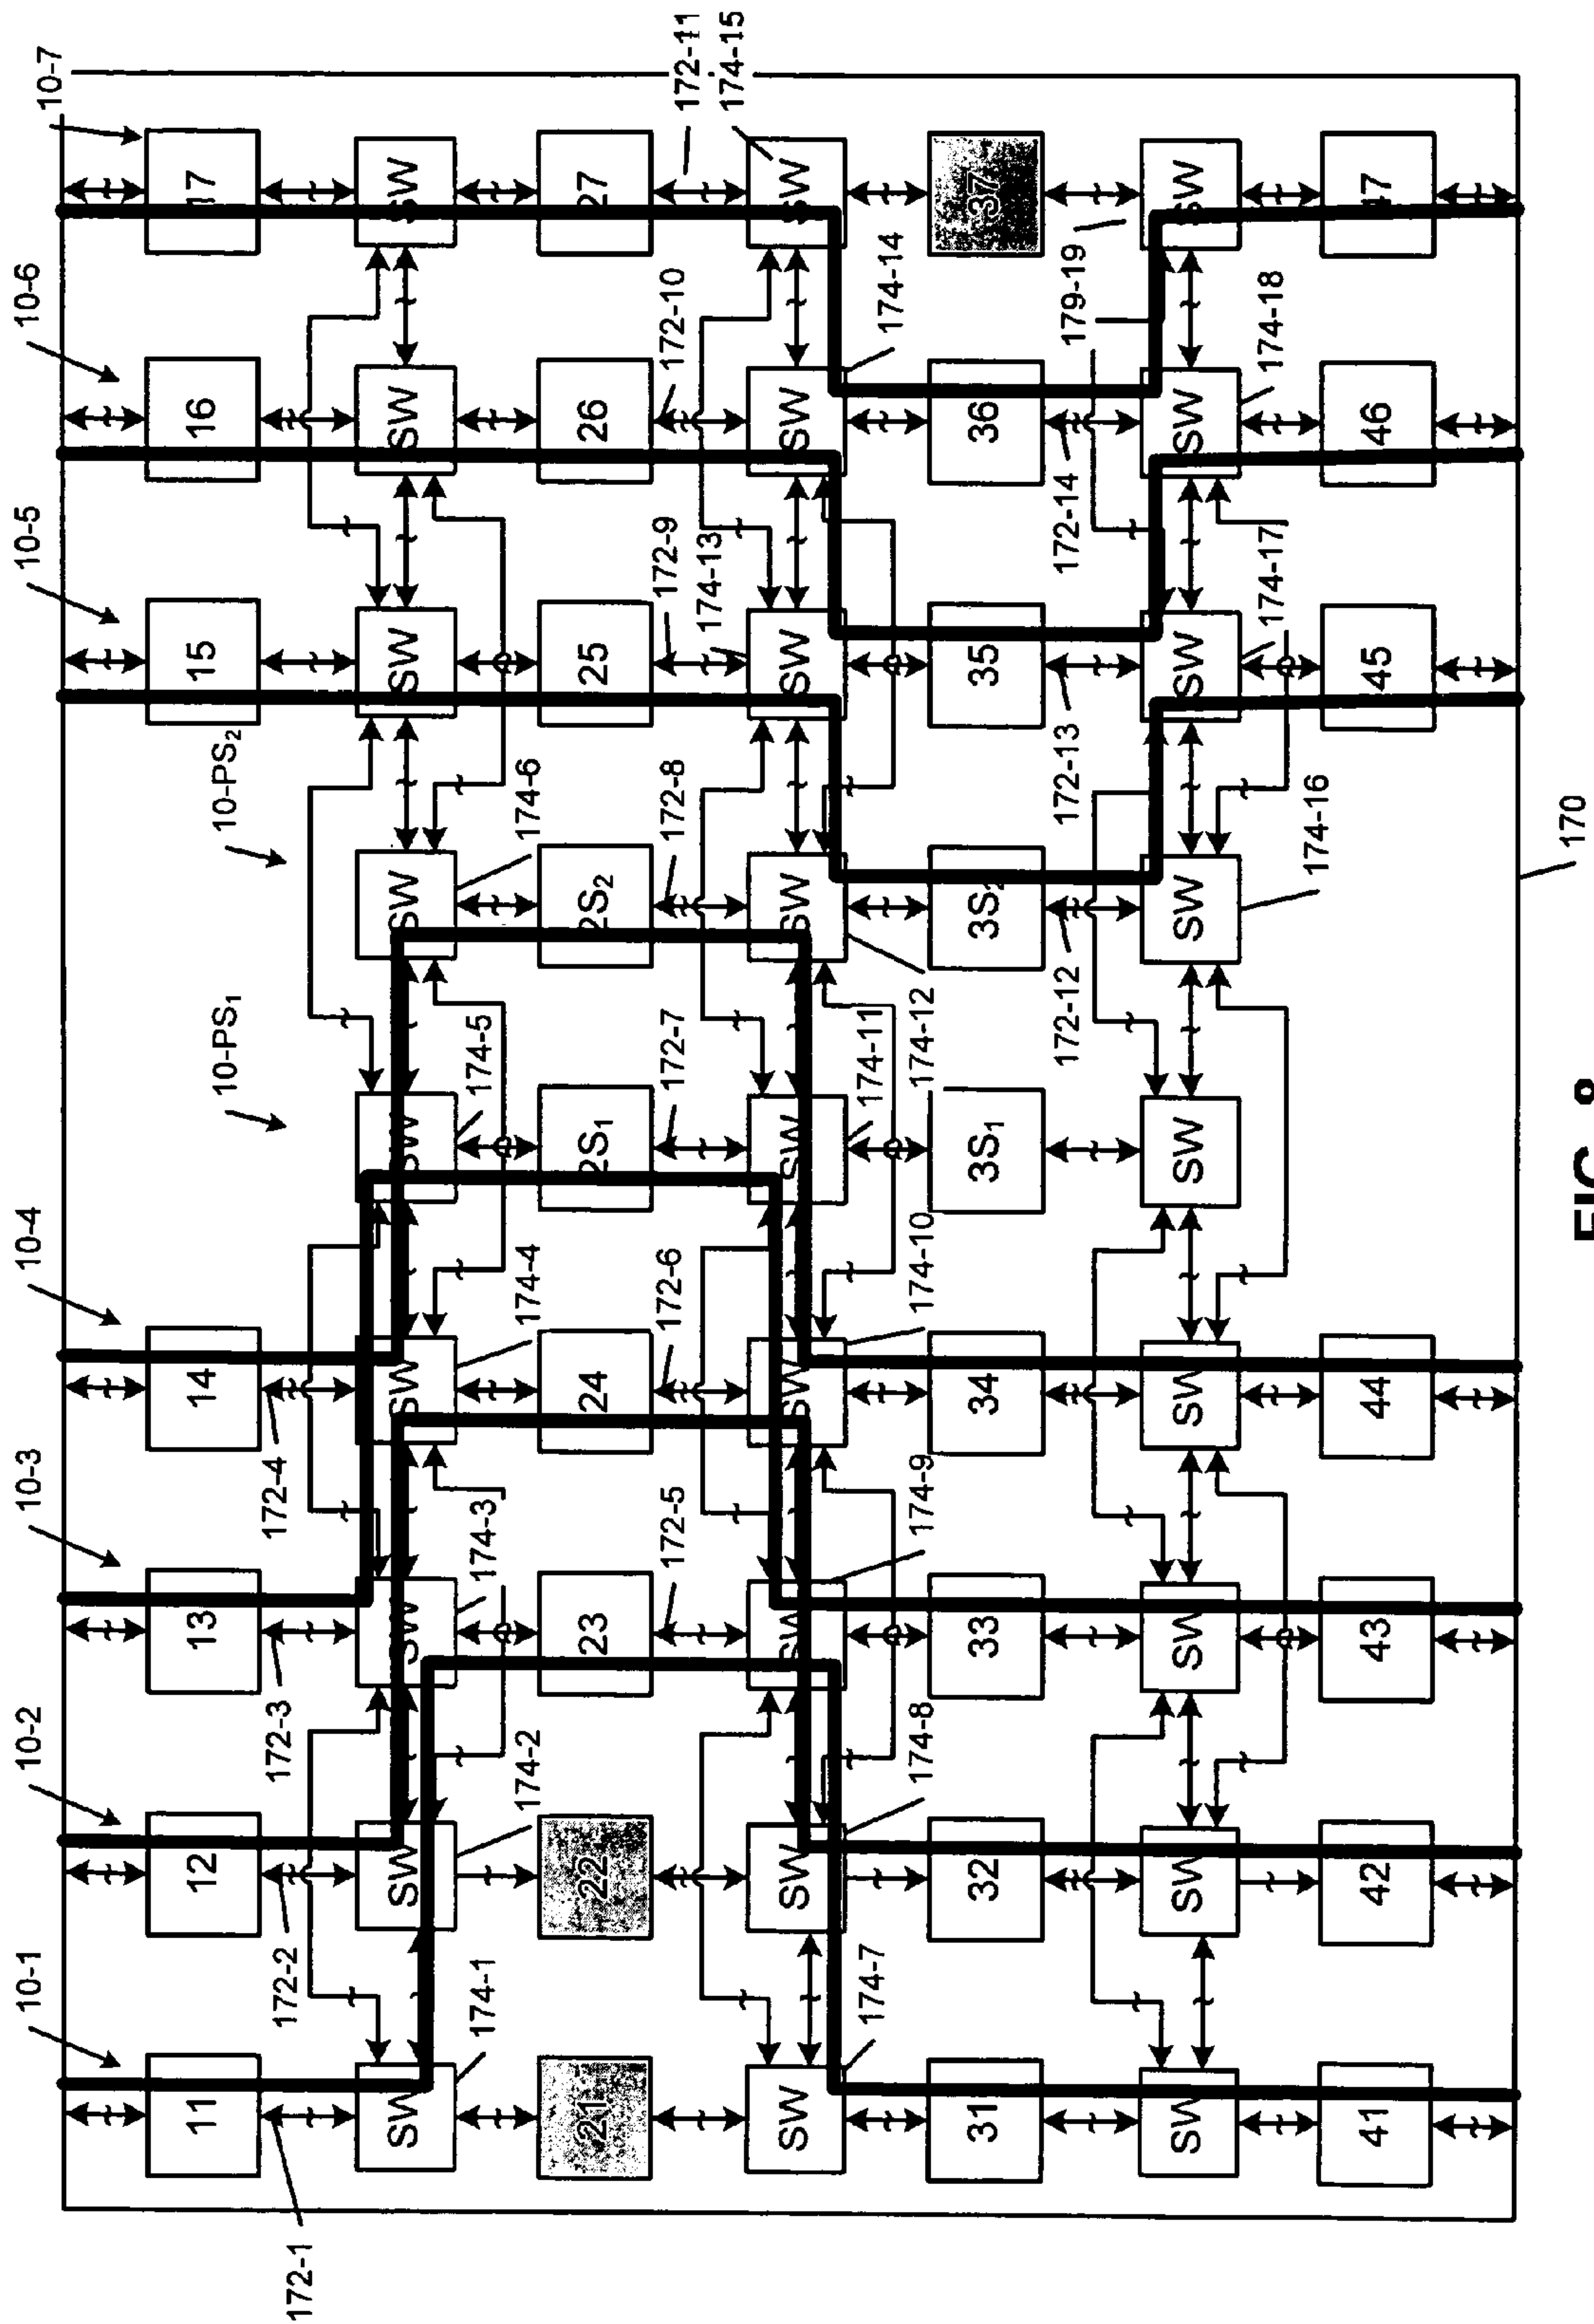 10-1
10-2
10-3
10-4
10-5
10-6
10-7
10-PS₁
10-PS₂
11
12
13
14
15
16
17
172-1
172-2
172-3
172-4
SW
SW
SW
SW
SW
SW
SW
SW
SW
174-1
174-2
174-3
174-4
174-5
174-6
21
22
23
24
2S₁
2S₂
25
26
27
172-5
172-6
172-7
172-8
172-9
172-10
172-11
174-13
174-15
SW
SW
SW
SW
SW
SW
SW
SW
SW
174-7
174-8
174-9
174-10
174-11
174-12
174-14
31
32
33
34
3S₁
3S₂
35
36
37
172-12
172-13
172-14
179-19
SW
SW
SW
SW
SW
SW
SW
SW
SW
174-16
174-17
174-18
41
42
43
44
45
46
47
170
FIG. 8